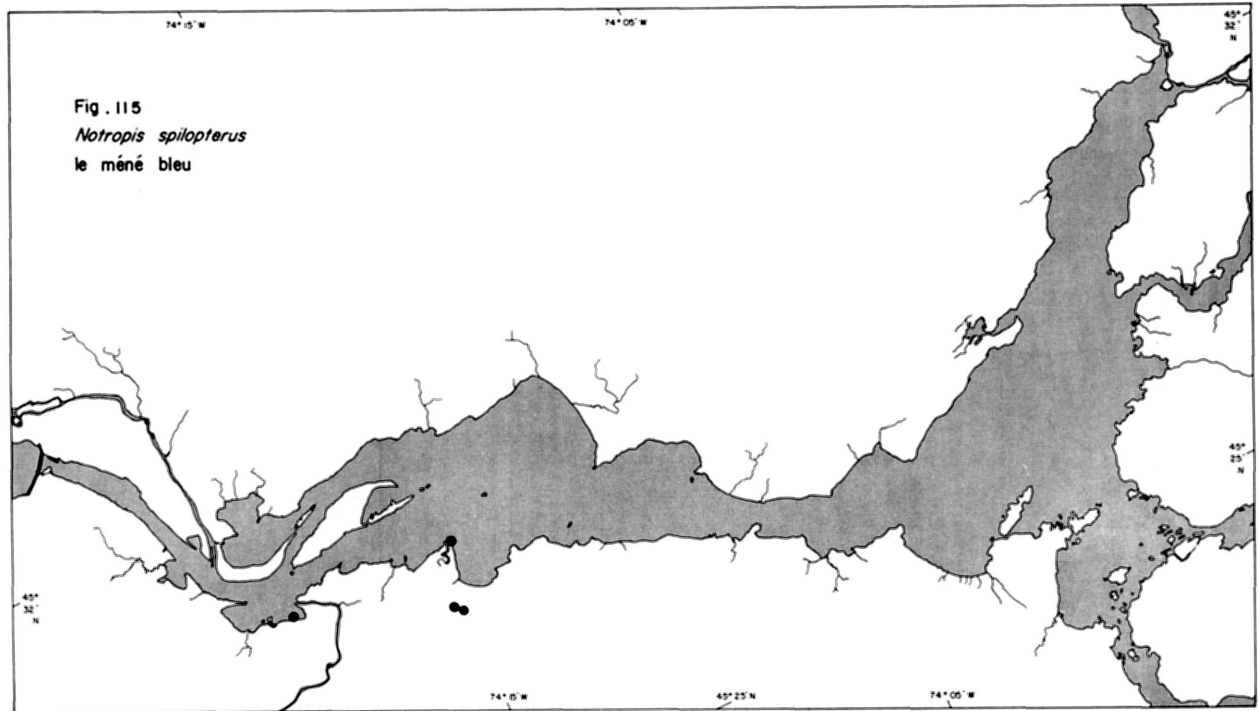 74° 15' W
74° 05' W
45°
32'
N
Fig. 115
Notropis spilopterus
le méné bleu
45°
25'
N
45°
32'
N
74° 15' W
45° 25' N
74° 05' W